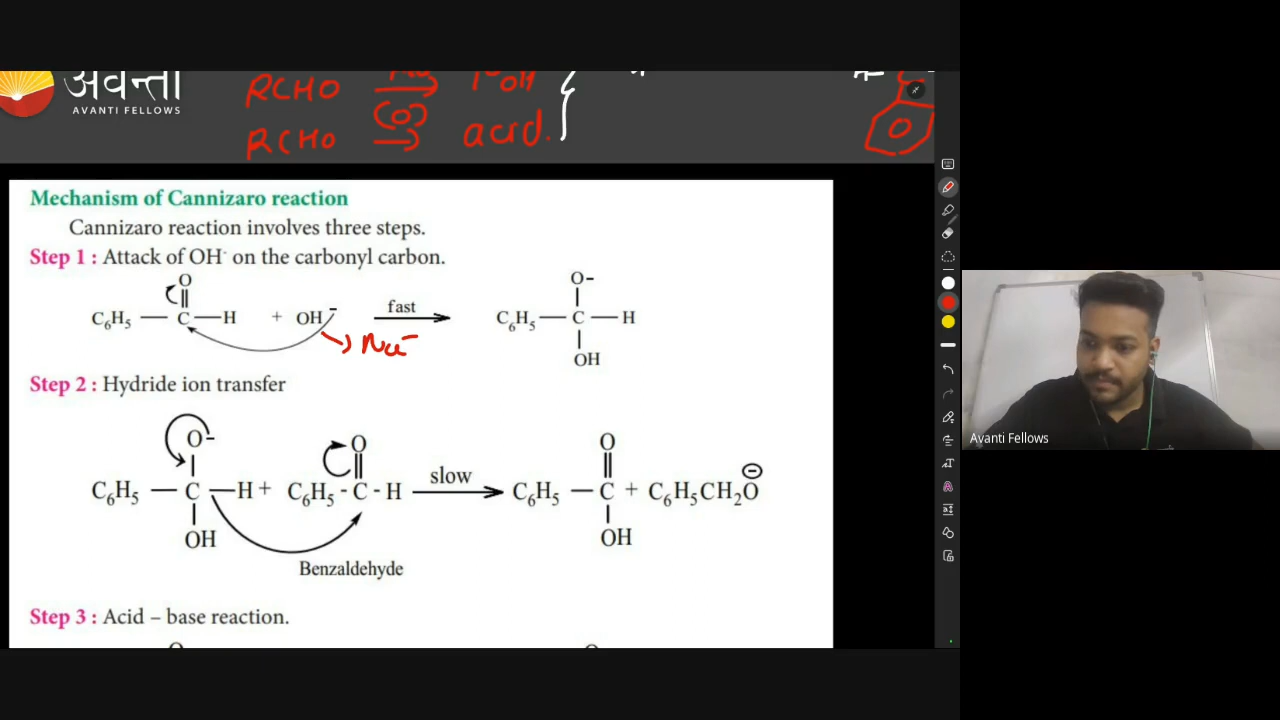 अवन्ती
AVANTI FELLOWS
RCHO
OH
RCHO (O) acid.
Mechanism of Cannizaro reaction
Cannizaro reaction involves three steps.
Step 1 : Attack of OH⁻ on the carbonyl carbon.
O
C₆H₅ — C — H + OH⁻ fast
Nu⁻
O-
C₆H₅ — C — H
OH
Step 2 : Hydride ion transfer
O-
C₆H₅ — C — H +
OH
O
C₆H₅ - C - H slow
Benzaldehyde
O
C₆H₅ — C + C₆H₅CH₂O⊖
OH
Step 3 : Acid – base reaction.
Avanti Fellows